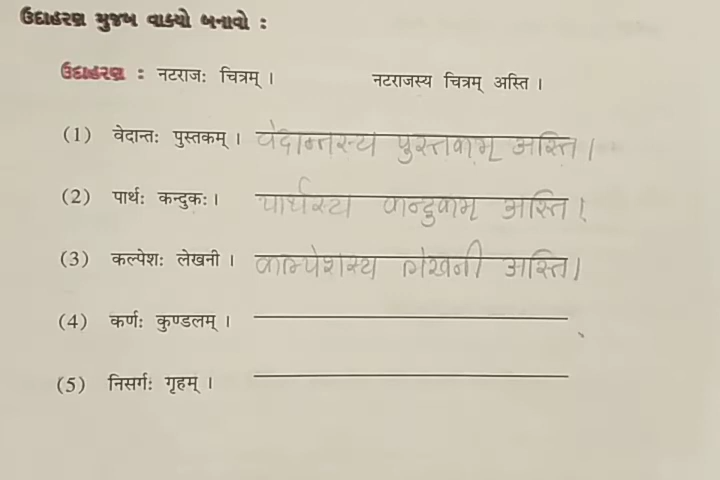 ઉદાહરણ મુજબ વાક્યો બનાવો :
ઉદાહરણ : नटराजः चित्रम् । नटराजस्य चित्रम् अस्ति ।
(1) वेदान्तः पुस्तकम् । वेदान्तस्य पुस्तकम् अस्ति ।
(2) पार्थः कन्दुकः । पार्थस्य कन्दुकम् अस्ति ।
(3) कल्पेशः लेखनी । कल्पेशस्य लेखनी अस्ति ।
(4) कर्णः कुण्डलम् ।
(5) निसर्गः गृहम् ।